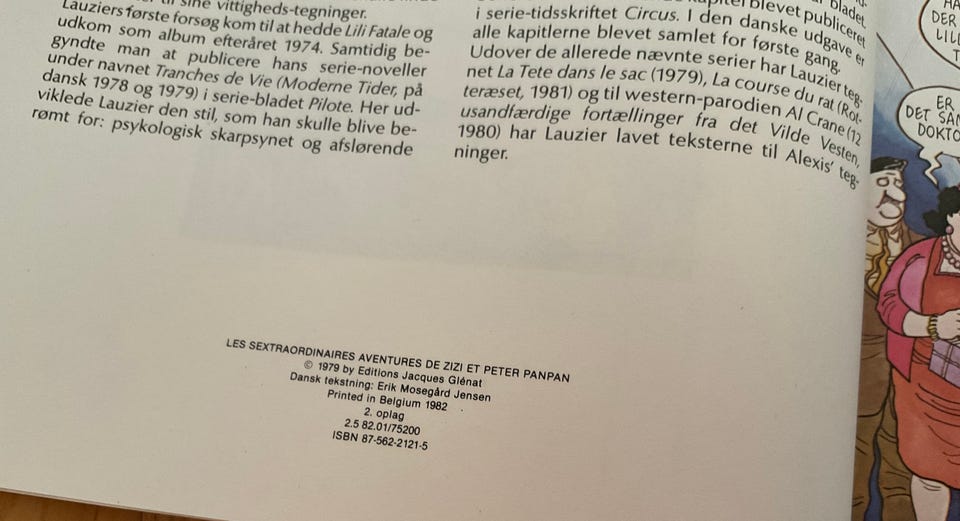 til sine vittigheds-tegninger.
Lauziers første forsøg kom til at hedde Lili Fatale og
udkom som album efteråret 1974. Samtidig be-
gyndte man at publicere hans serie-noveller
under navnet Tranches de Vie (Moderne Tider, på
dansk 1978 og 1979) i serie-bladet Pilote. Her ud-
viklede Lauzier den stil, som han skulle blive be-
rømt for: psykologisk skarpsynet og afslørende
blevet publiceret
i serie-tidsskriftet Circus. I den danske udgave er
alle kapitlerne blevet samlet for første gang.
Udover de allerede nævnte serier har Lauzier teg-
net La Tete dans le sac (1979), La course du rat (Rot-
teræset, 1981) og til western-parodien Al Crane (12
usandfærdige fortællinger fra det Vilde Vesten,
1980) har Lauzier lavet teksterne til Alexis' teg-
ninger.
LES SEXTRAORDINAIRES AVENTURES DE ZIZI ET PETER PANPAN
© 1979 by Editions Jacques Glénat
Dansk tekstning: Erik Mosegård Jensen
Printed in Belgium 1982
2. oplag
2.5 82.01/75200
ISBN 87-562-2121-5
DER
ER
DET SÅ
DOKTO